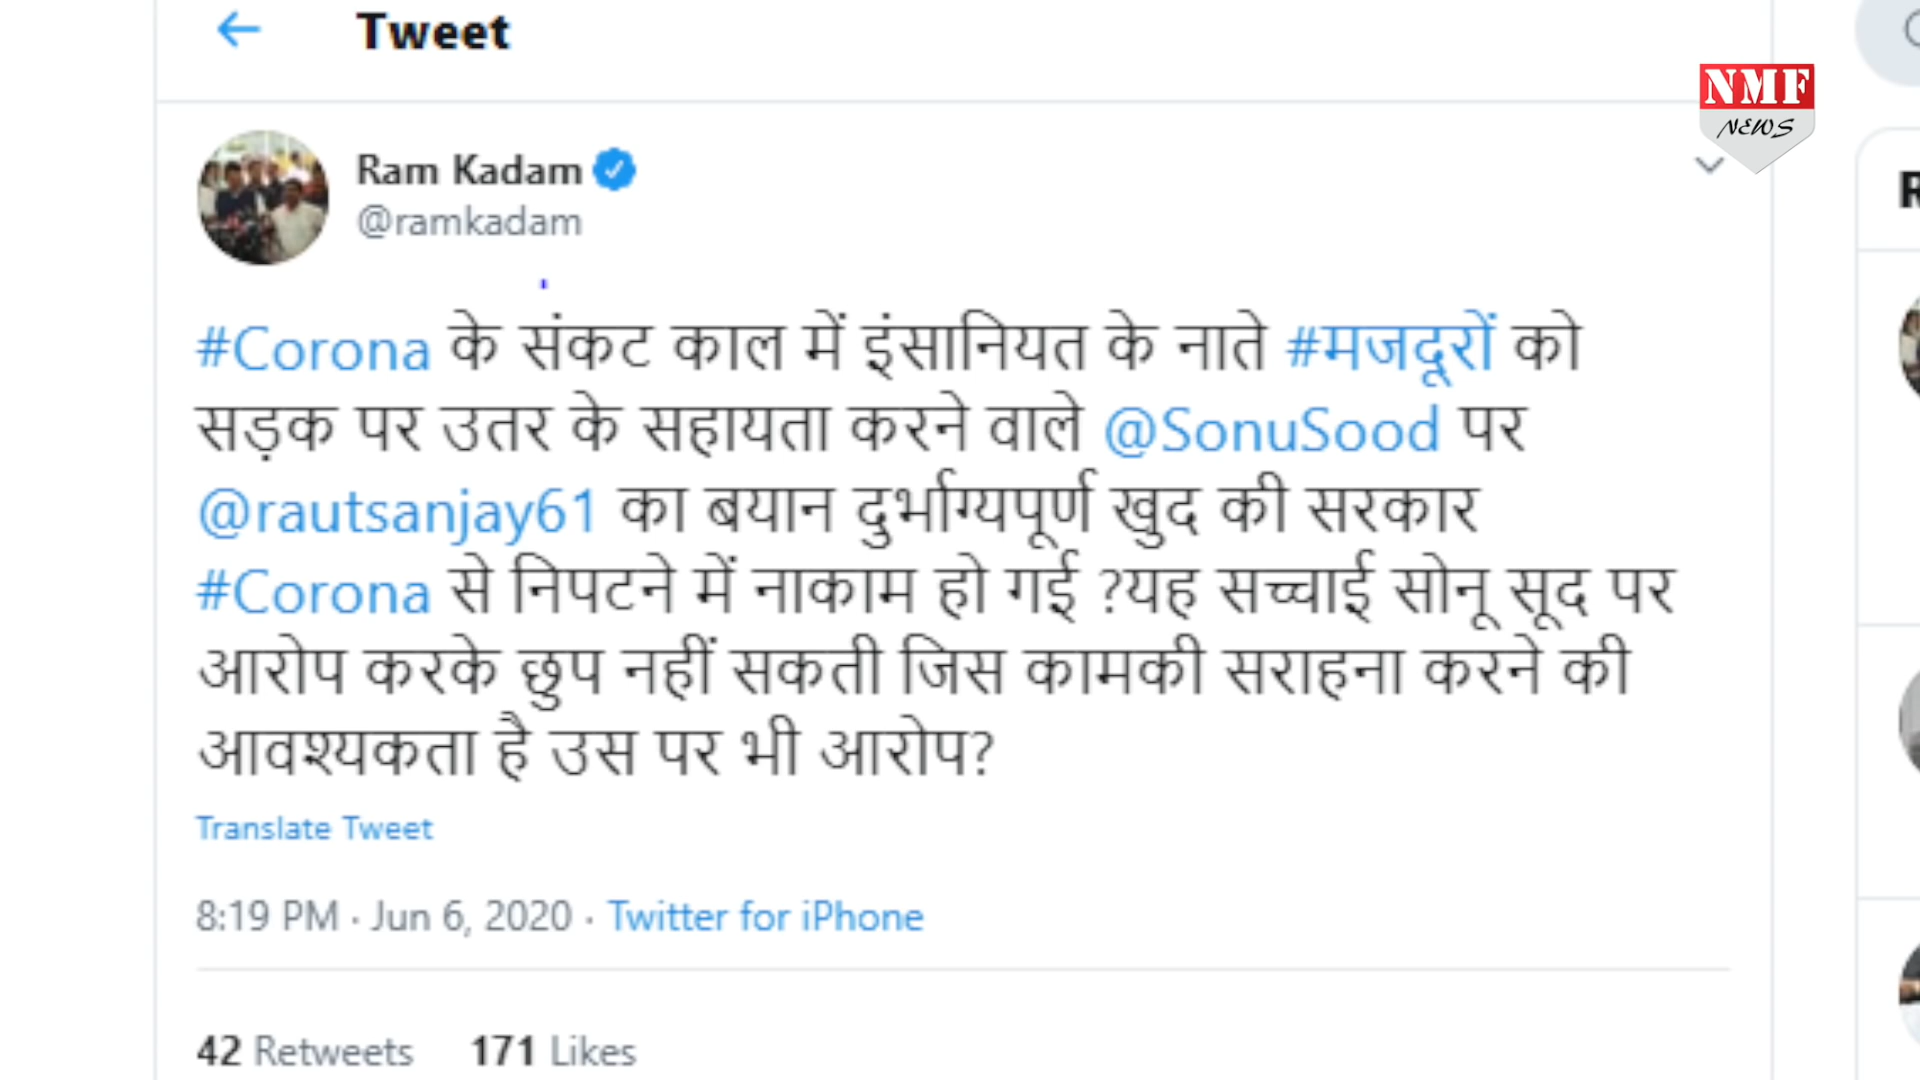 Tweet
NMF
NEWS
Ram Kadam
@ramkadam
#Corona के संकट काल में इंसानियत के नाते #मजदूरों को
सड़क पर उतर के सहायता करने वाले @SonuSood पर
@rautsanjay61 का बयान दुर्भाग्यपूर्ण खुद की सरकार
#Corona से निपटने में नाकाम हो गई ?यह सच्चाई सोनू सूद पर
आरोप करके छुप नहीं सकती जिस कामकी सराहना करने की
आवश्यकता है उस पर भी आरोप?
Translate Tweet
8:19 PM · Jun 6, 2020 · Twitter for iPhone
42 Retweets 171 Likes